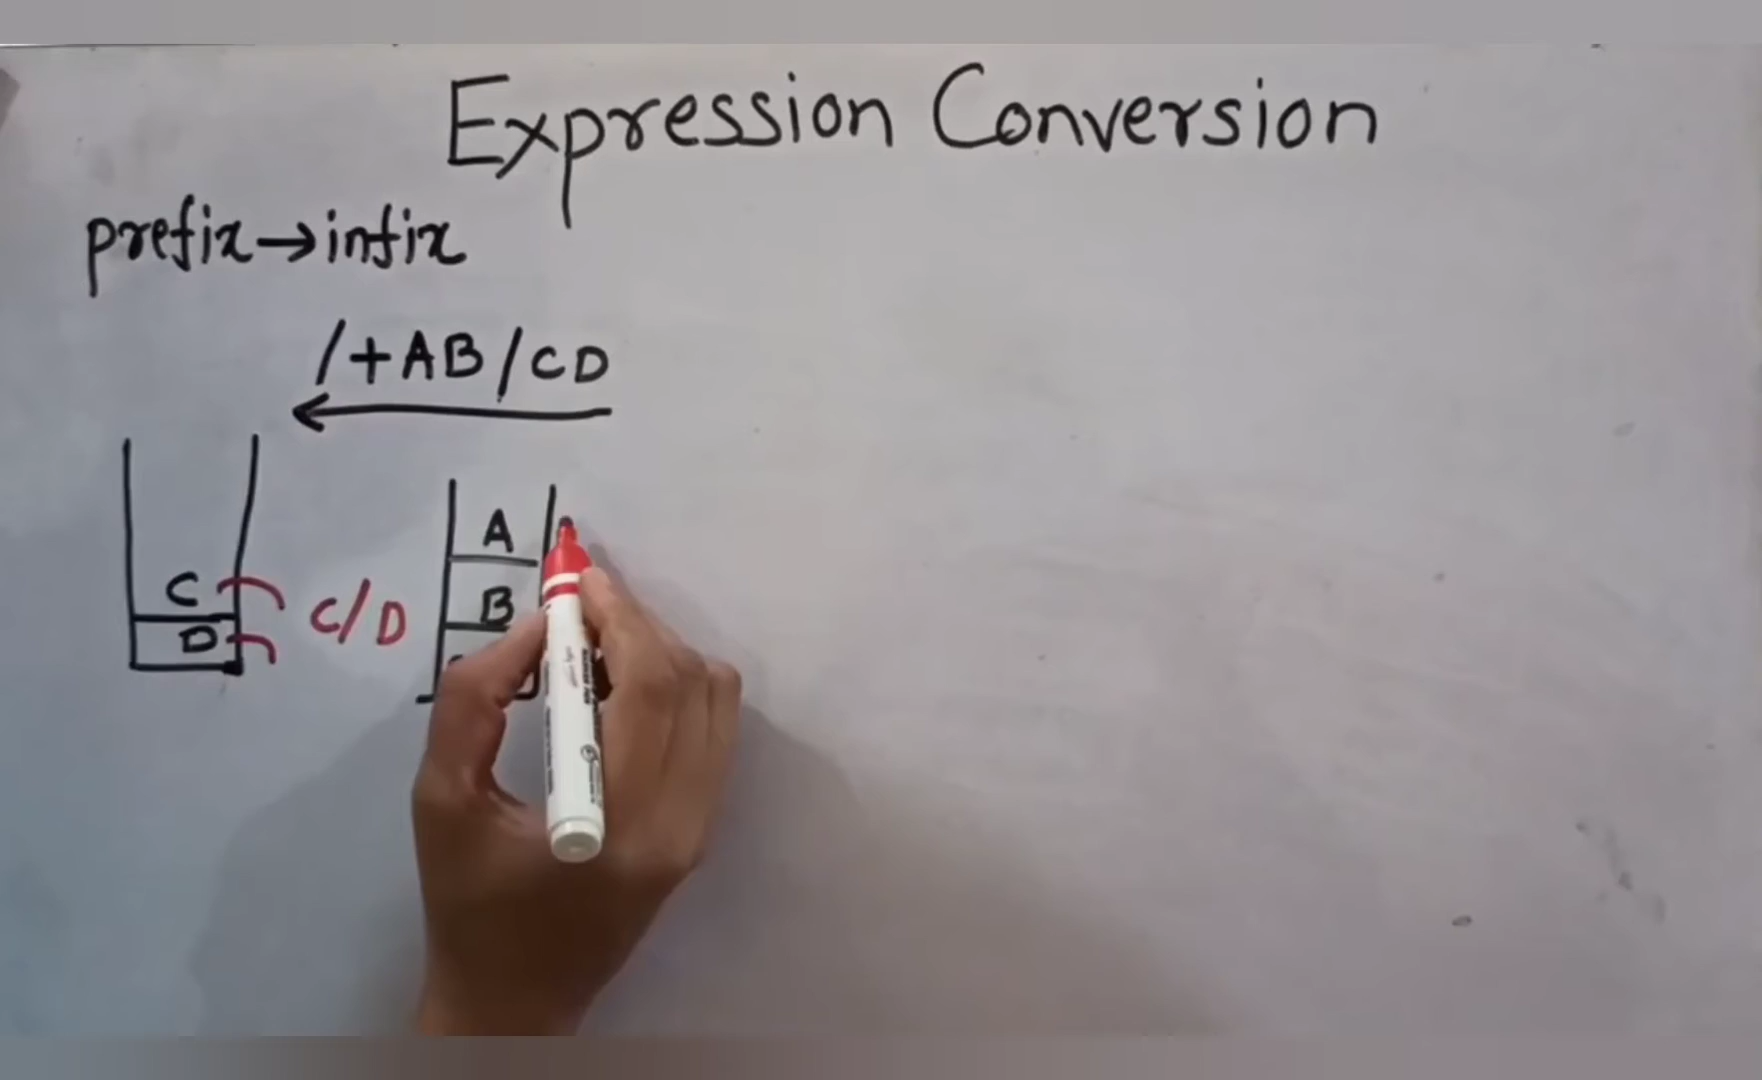 Expression Conversion
prefix→infix
/+AB/CD
C
D
C/D
A
B